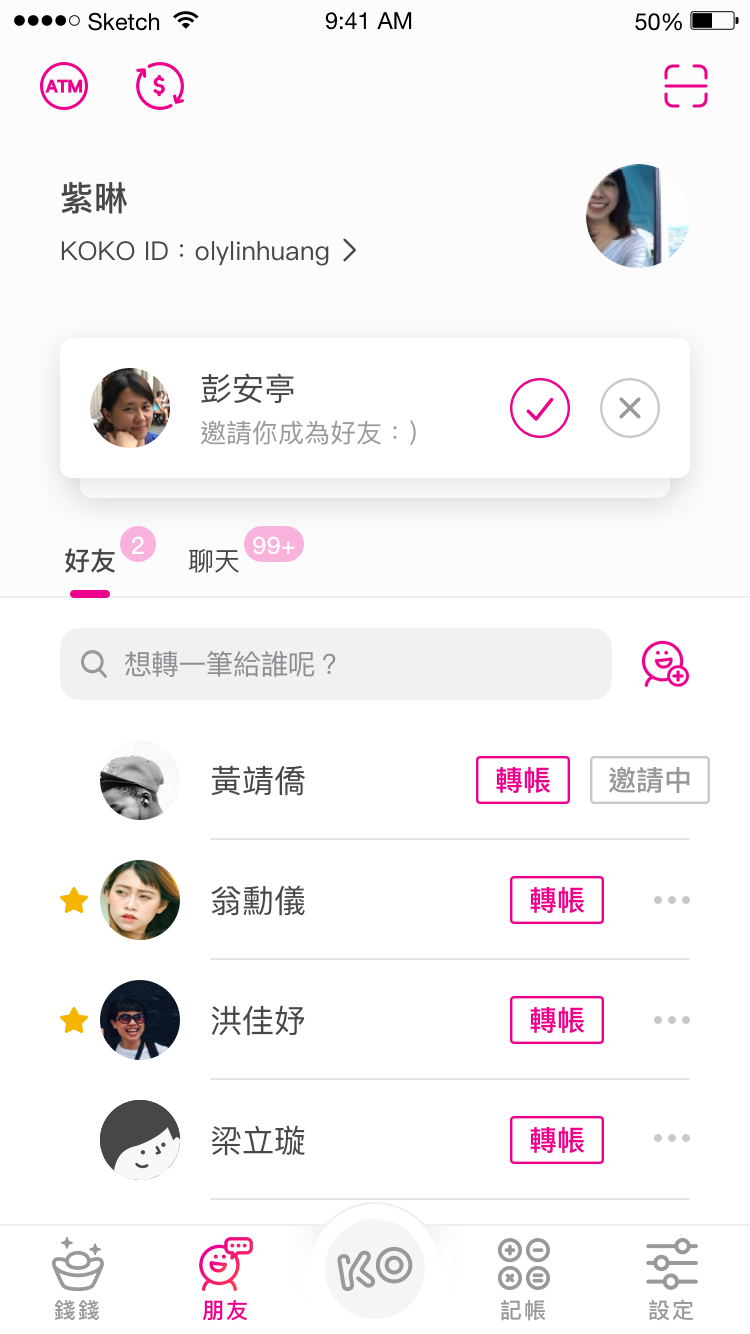 Sketch 9:41 AM 50%
ATM $
紫晽
KOKO ID：olylinhuang
彭安亭
邀請你成為好友：)
好友 2 聊天 99+
想轉一筆給誰呢？
黃靖僑 轉帳 邀請中
翁勳儀 轉帳
洪佳妤 轉帳
梁立璇 轉帳
KO
錢錢 朋友 記帳 設定